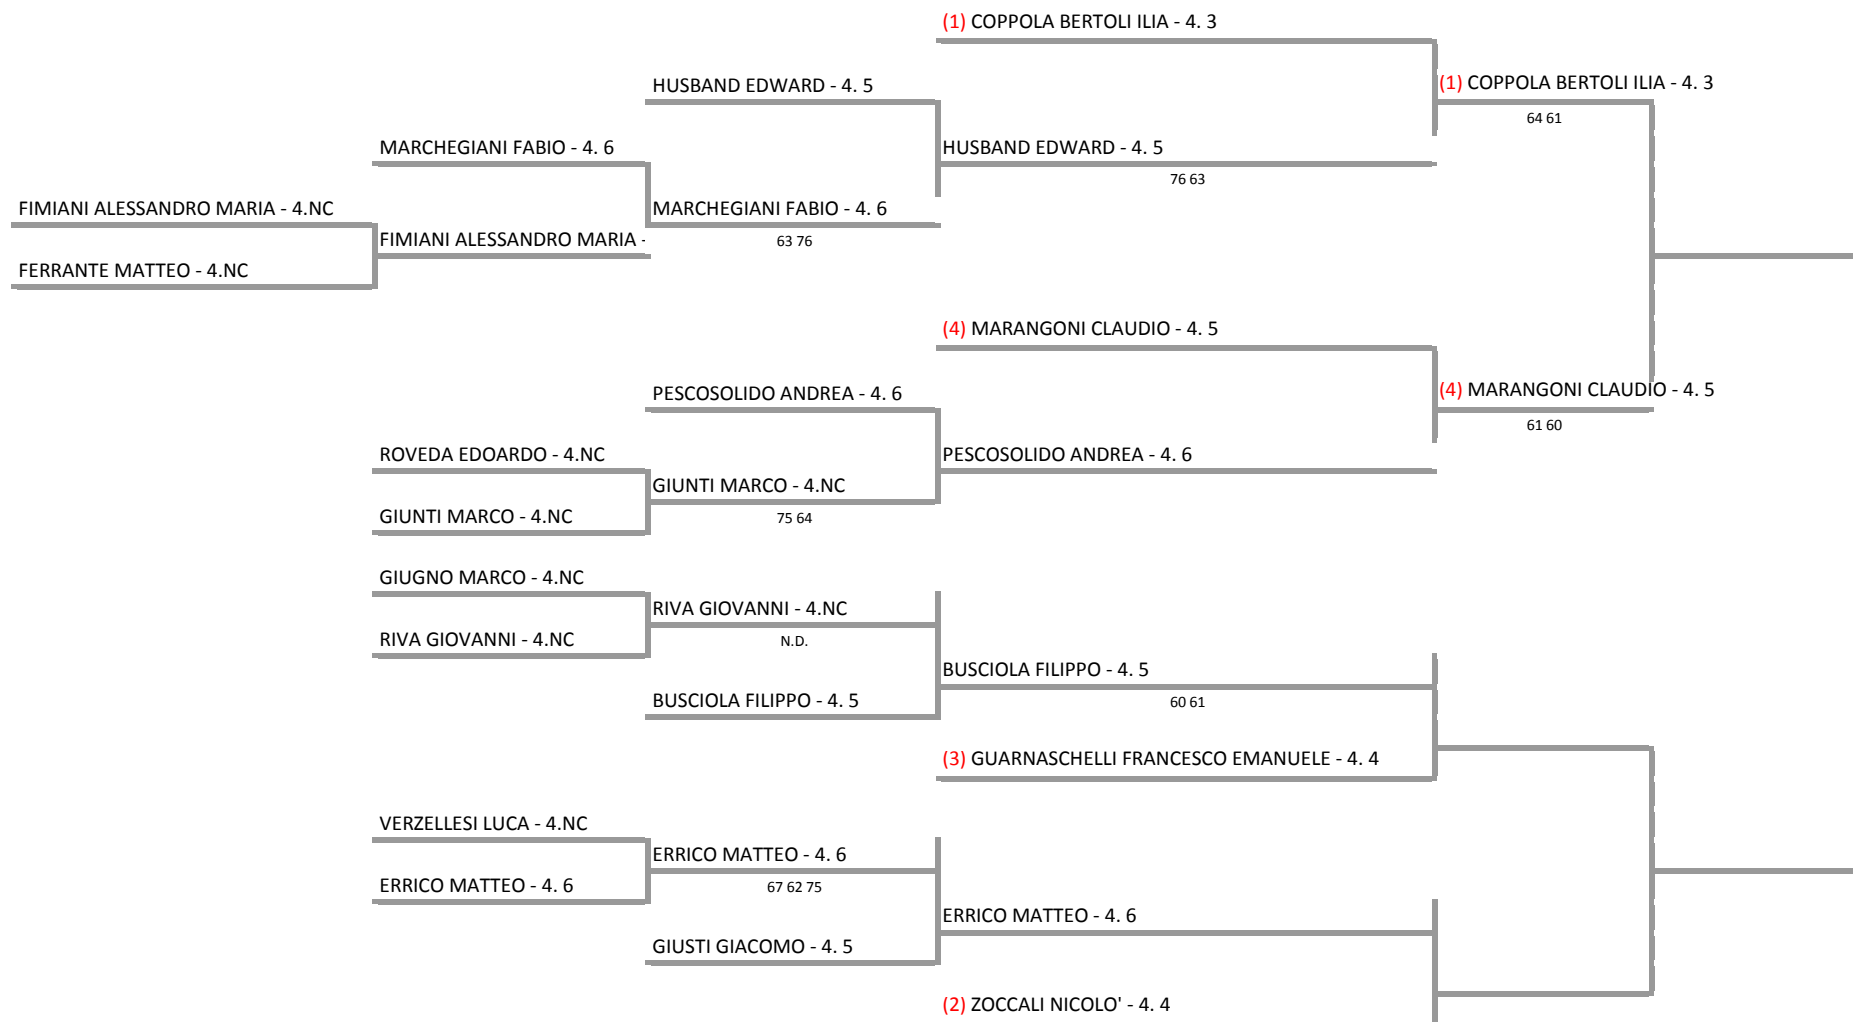 (1) COPPOLA BERTOLI ILIA - 4. 3
HUSBAND EDWARD - 4. 5
(1) COPPOLA BERTOLI ILIA - 4. 3
64 61
MARCHEGIANI FABIO - 4. 6
HUSBAND EDWARD - 4. 5
76 63
FIMIANI ALESSANDRO MARIA - 4.NC
MARCHEGIANI FABIO - 4. 6
63 76
FIMIANI ALESSANDRO MARIA -
FERRANTE MATTEO - 4.NC
(4) MARANGONI CLAUDIO - 4. 5
PESCOSOLIDO ANDREA - 4. 6
(4) MARANGONI CLAUDIO - 4. 5
61 60
ROVEDA EDOARDO - 4.NC
PESCOSOLIDO ANDREA - 4. 6
GIUNTI MARCO - 4.NC
75 64
GIUNTI MARCO - 4.NC
GIUGNO MARCO - 4.NC
RIVA GIOVANNI - 4.NC
N.D.
RIVA GIOVANNI - 4.NC
BUSCIOLA FILIPPO - 4. 5
60 61
BUSCIOLA FILIPPO - 4. 5
(3) GUARNASCHELLI FRANCESCO EMANUELE - 4. 4
VERZELLESI LUCA - 4.NC
ERRICO MATTEO - 4. 6
67 62 75
ERRICO MATTEO - 4. 6
ERRICO MATTEO - 4. 6
GIUSTI GIACOMO - 4. 5
(2) ZOCCALI NICOLO' - 4. 4